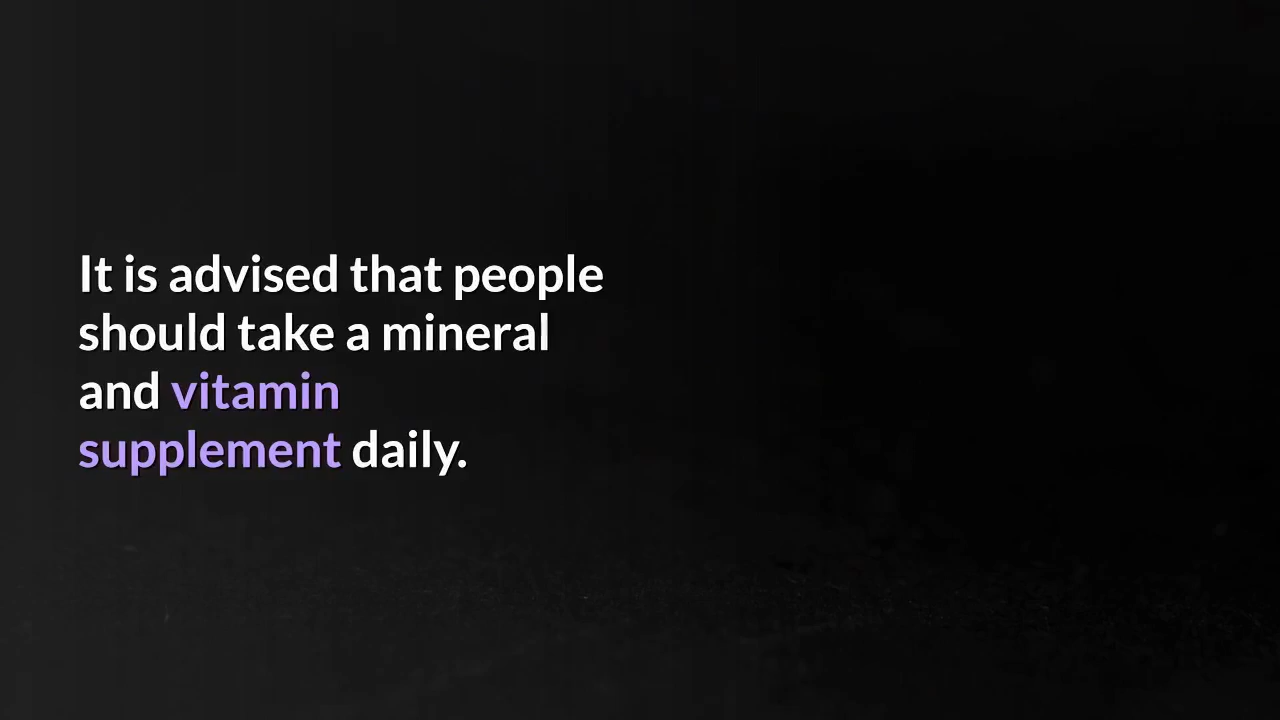 It is advised that people
should take a mineral
and vitamin
supplement daily.